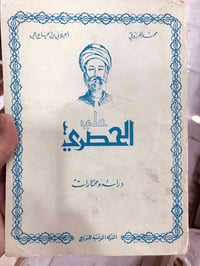 محمد المرزوقي
الجيلاني بن الحاج يحيى
علي
الحصري
دراسة ومختارات
الشركة التونسية للتوزيع